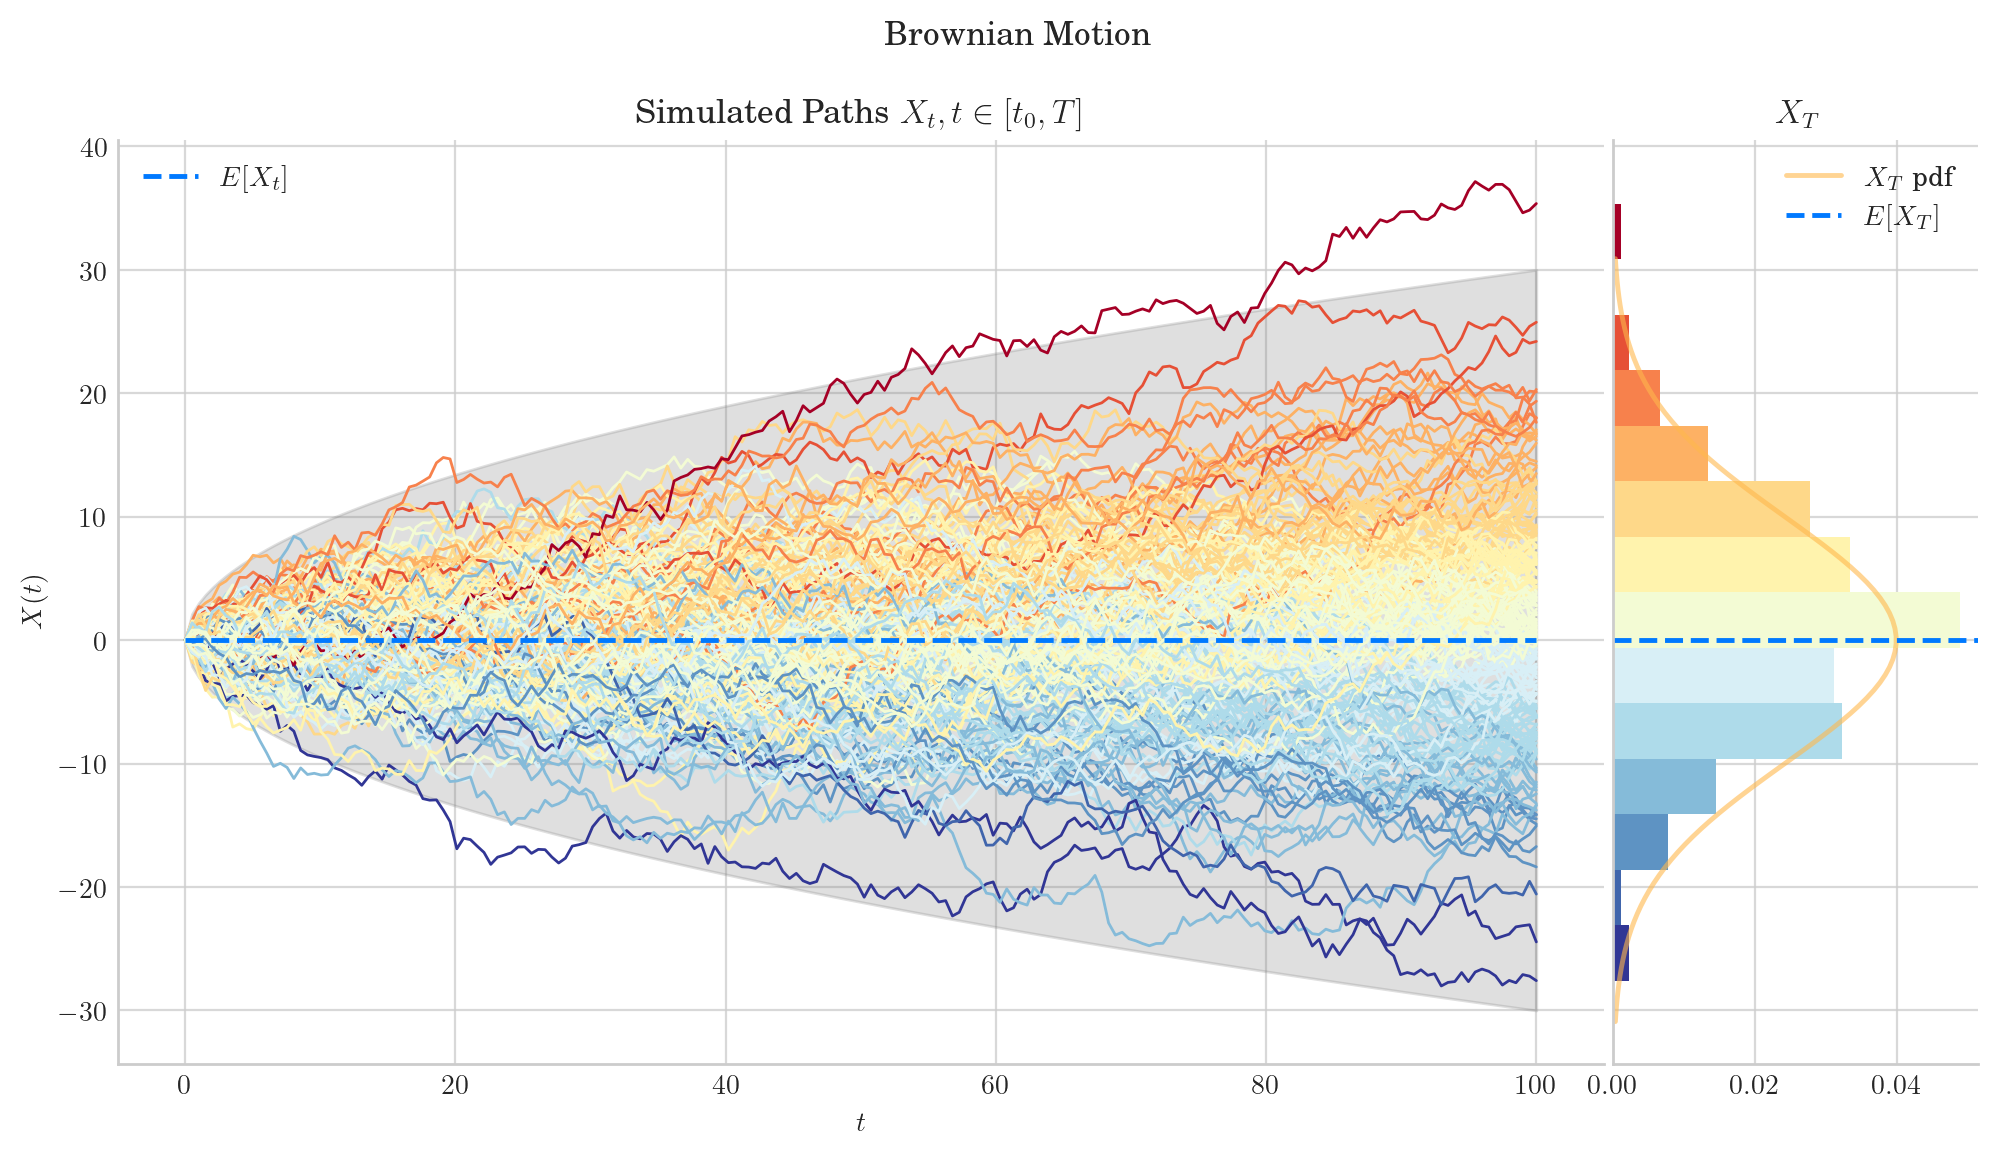 Brownian Motion
Simulated Paths $X_t, t \in [t_0, T]$
$X_T$
$E[X_t]$
$X_T$ pdf
$E[X_T]$
40
30
20
10
0
−10
−20
−30
$X(t)$
0 20 40 60 80 100
0.00 0.02 0.04
$t$